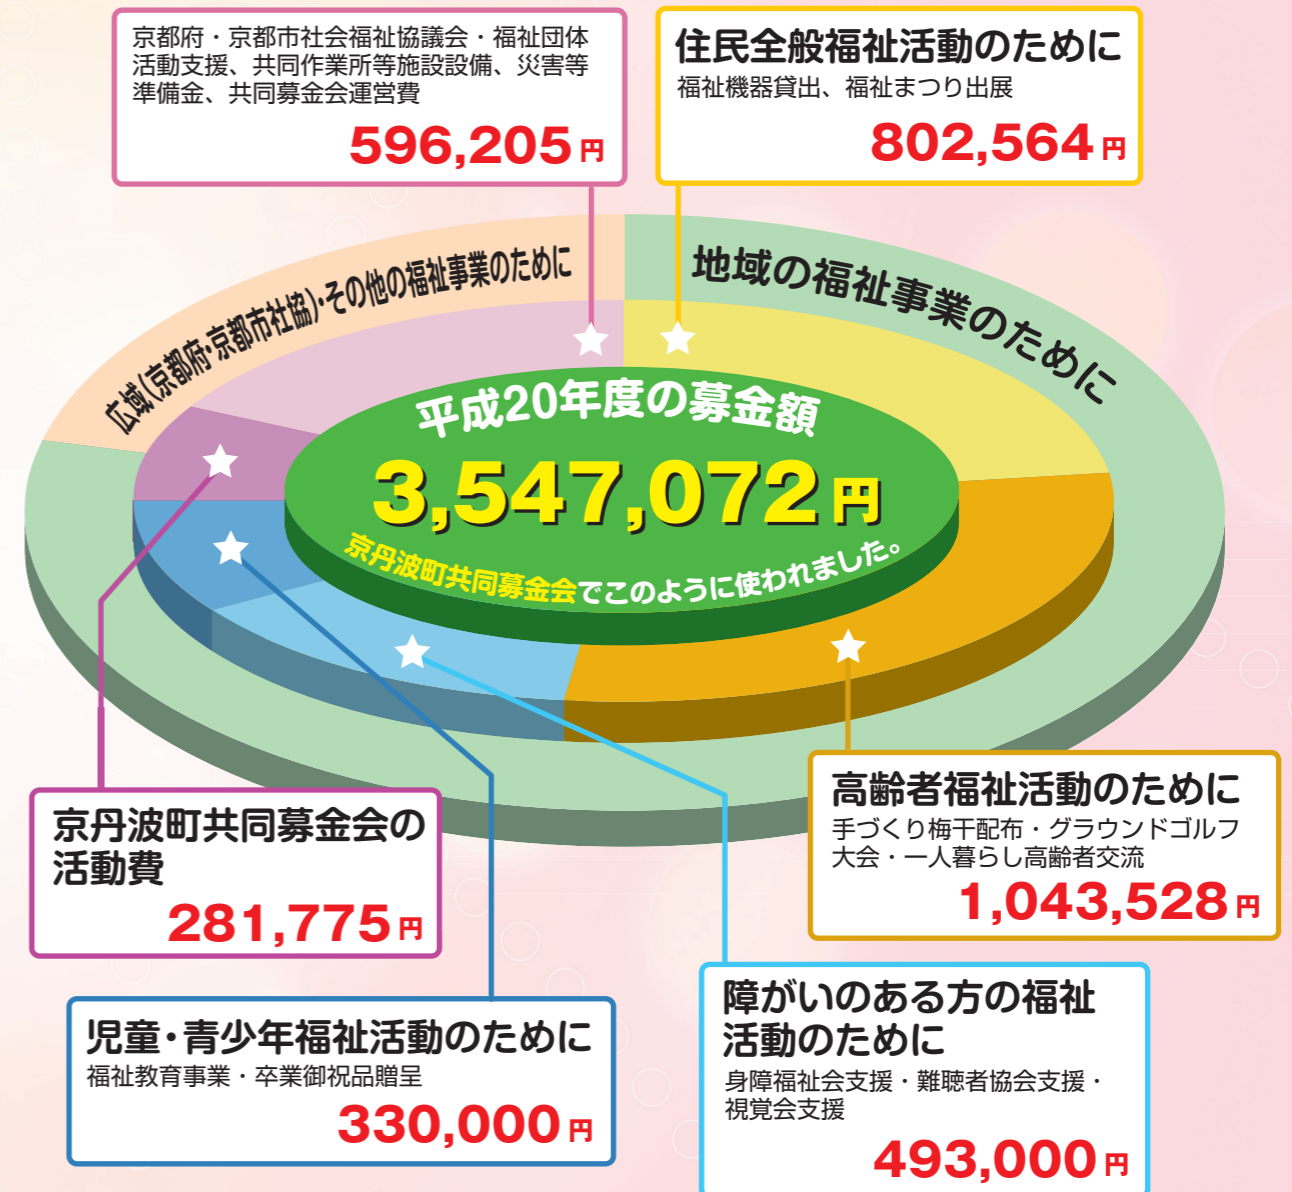 京都府・京都市社会福祉協議会・福祉団体
活動支援、共同作業所等施設設備、災害等
準備金、共同募金会運営費
596,205円
住民全般福祉活動のために
福祉機器貸出、福祉まつり出展
802,564円
広域(京都府・京都市社協)・その他の福祉事業のために
地域の福祉事業のために
平成20年度の募金額
3,547,072円
京丹波町共同募金会でこのように使われました。
京丹波町共同募金会の
活動費
281,775円
高齢者福祉活動のために
手づくり梅干配布・グラウンドゴルフ
大会・一人暮らし高齢者交流
1,043,528円
児童・青少年福祉活動のために
福祉教育事業・卒業御祝品贈呈
330,000円
障がいのある方の福祉
活動のために
身障福祉会支援・難聴者協会支援・
視覚会支援
493,000円